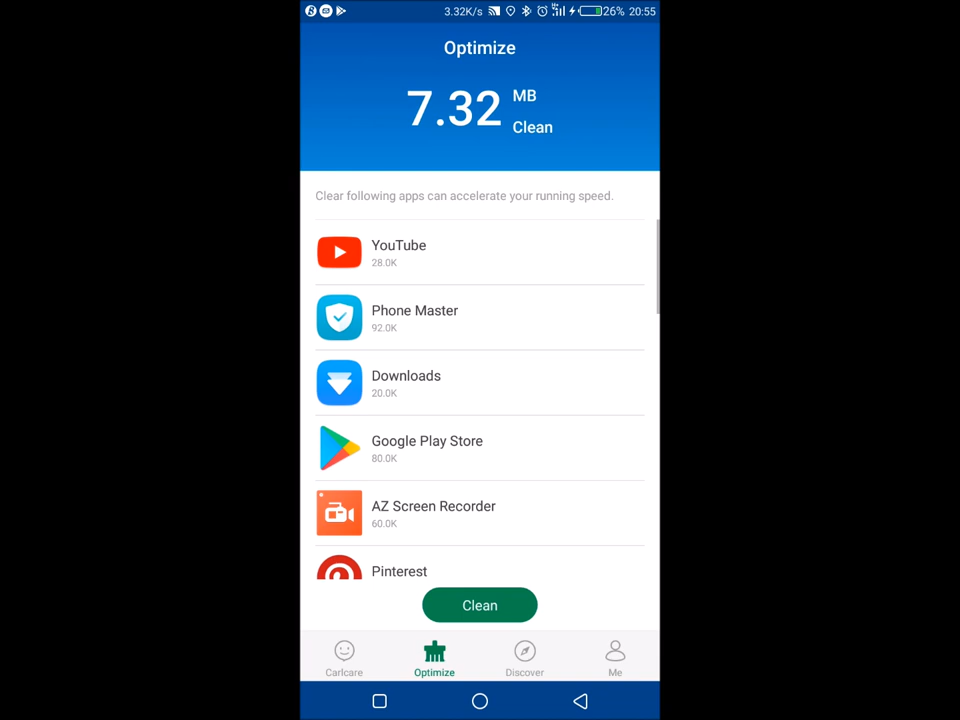 3.32K/s 26% 20:55
Optimize
7.32 MB
Clean
Clear following apps can accelerate your running speed.
YouTube
28.0K
Phone Master
92.0K
Downloads
20.0K
Google Play Store
80.0K
AZ Screen Recorder
60.0K
Pinterest
Clean
Carlcare Optimize Discover Me